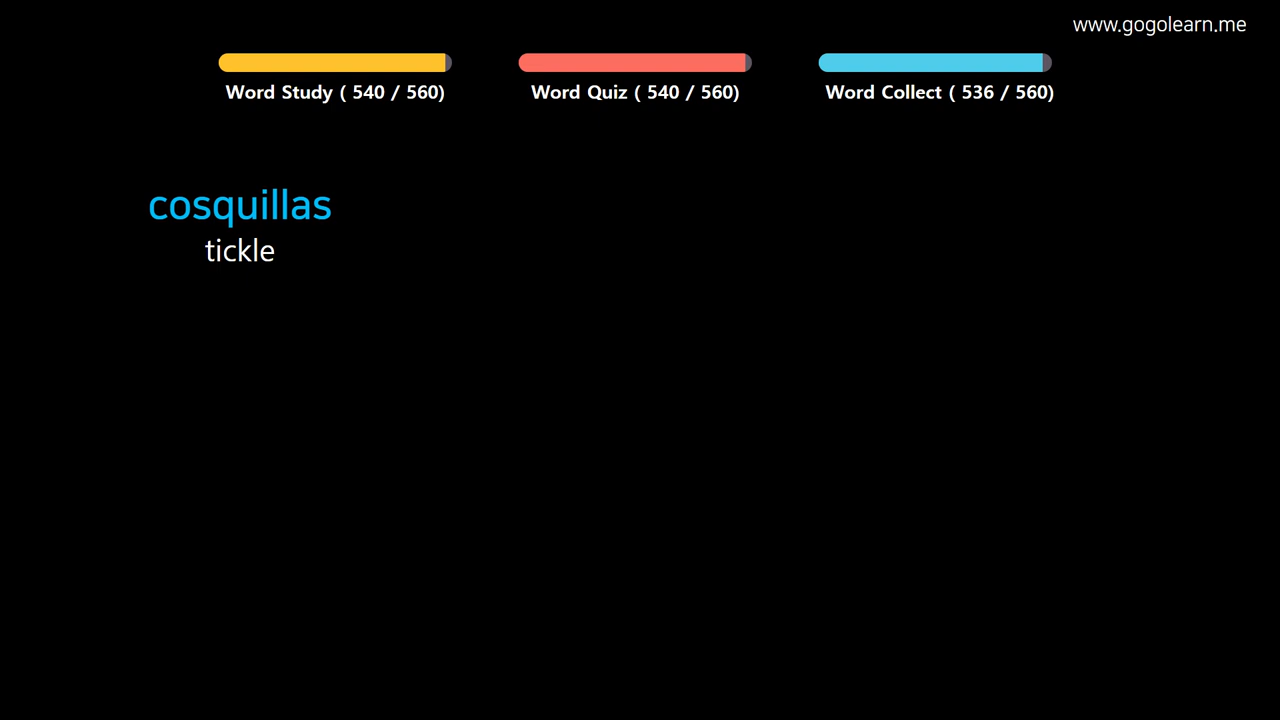 www.gogolearn.me
Word Study ( 540 / 560)
Word Quiz ( 540 / 560)
Word Collect ( 536 / 560)
cosquillas
tickle